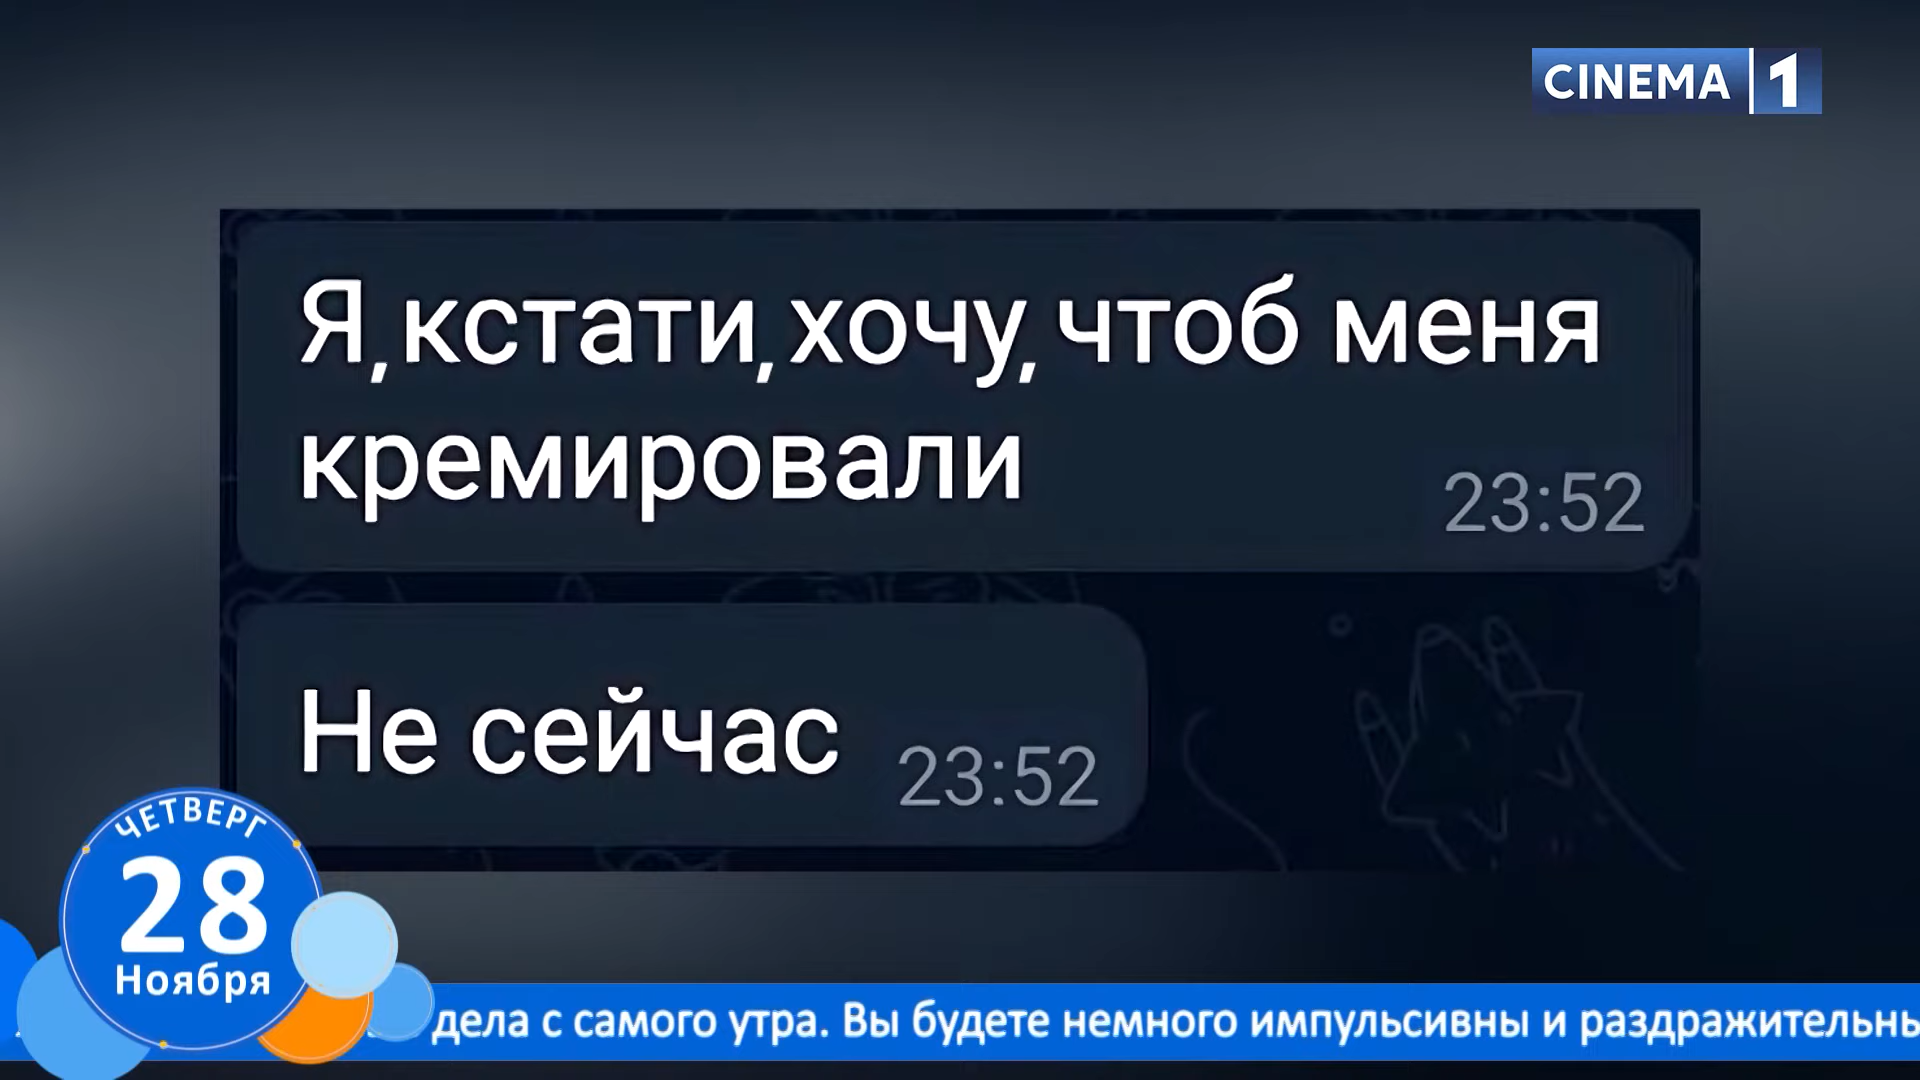 CINEMA 1
Я, кстати, хочу, чтоб меня
кремировали
23:52
Не сейчас
23:52
ЧЕТВЕРГ
28
Ноября
дела с самого утра. Вы будете немного импульсивны и